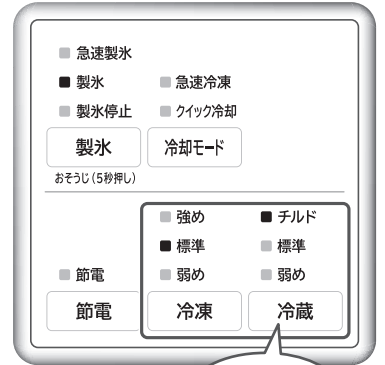 急速製氷
製氷 急速冷凍
製氷停止 クイック冷却
製氷 冷却モード
おそうじ(5秒押し)
強め チルド
標準 標準
節電 弱め 弱め
節電 冷凍 冷蔵